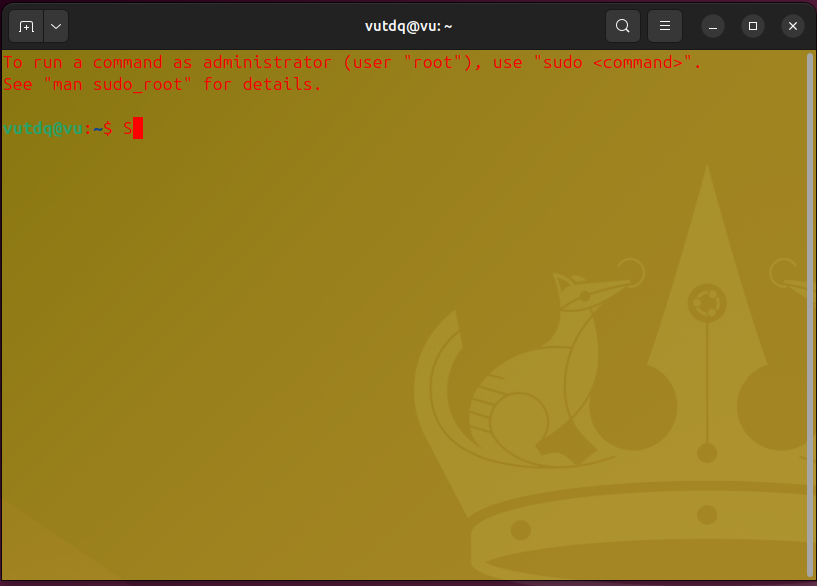 vutdq@vu: ~
To run a command as administrator (user "root"), use "sudo <command>".
See "man sudo_root" for details.
vutdq@vu:~$ S